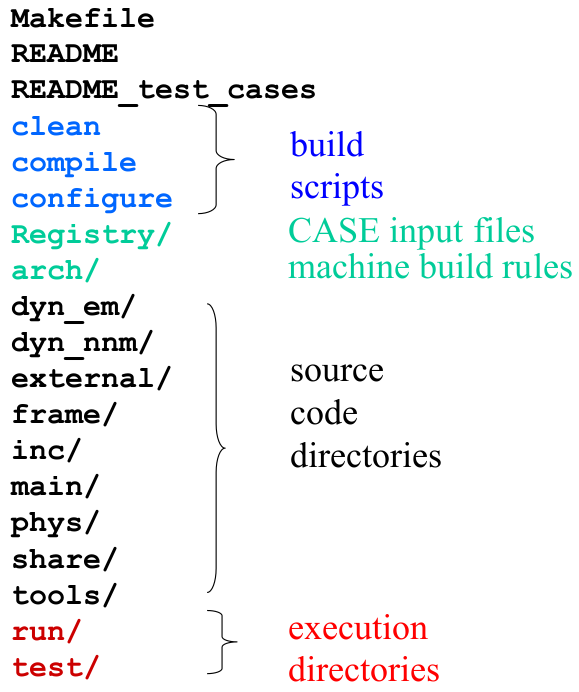 Makefile
README
README_test_cases
clean
compile
configure
build
scripts
Registry/ CASE input files
arch/ machine build rules
dyn_em/
dyn_nnm/
external/
frame/
inc/
main/
phys/
share/
tools/
source
code
directories
run/ execution
test/ directories